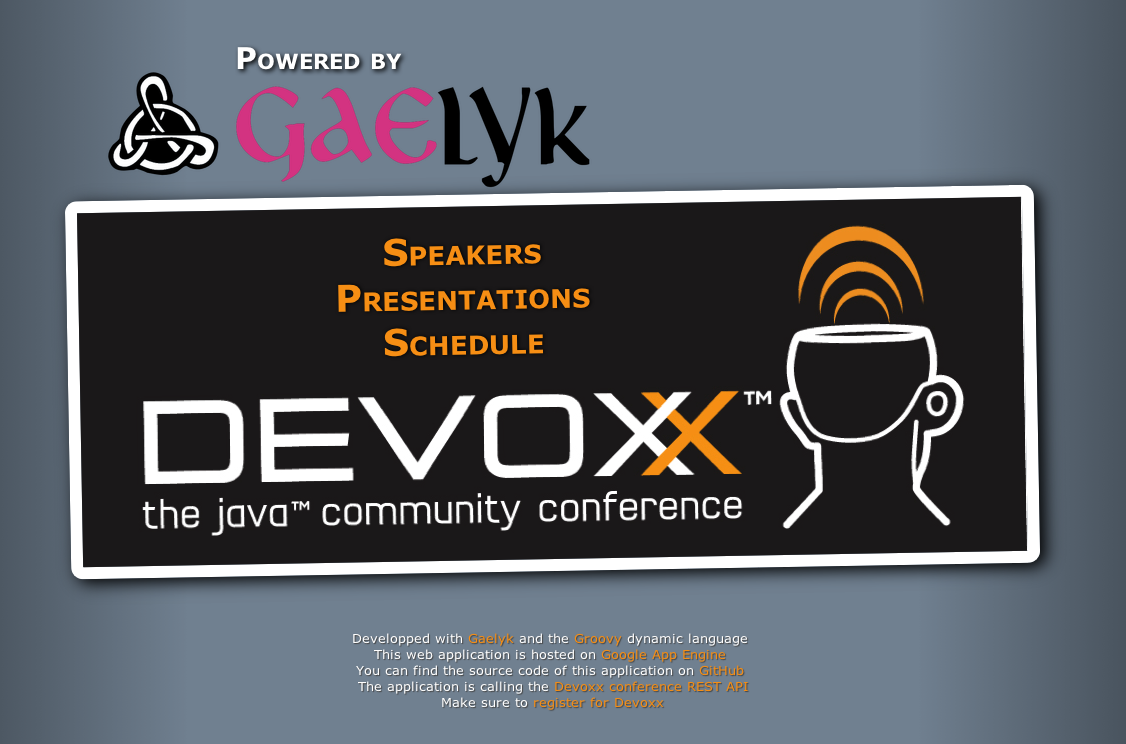 Powered by
GAELYK
Speakers
Presentations
Schedule
DEVOXX™
the java™ community conference
Developped with Gaelyk and the Groovy dynamic language
This web application is hosted on Google App Engine
You can find the source code of this application on GitHub
The application is calling the Devoxx conference REST API
Make sure to register for Devoxx